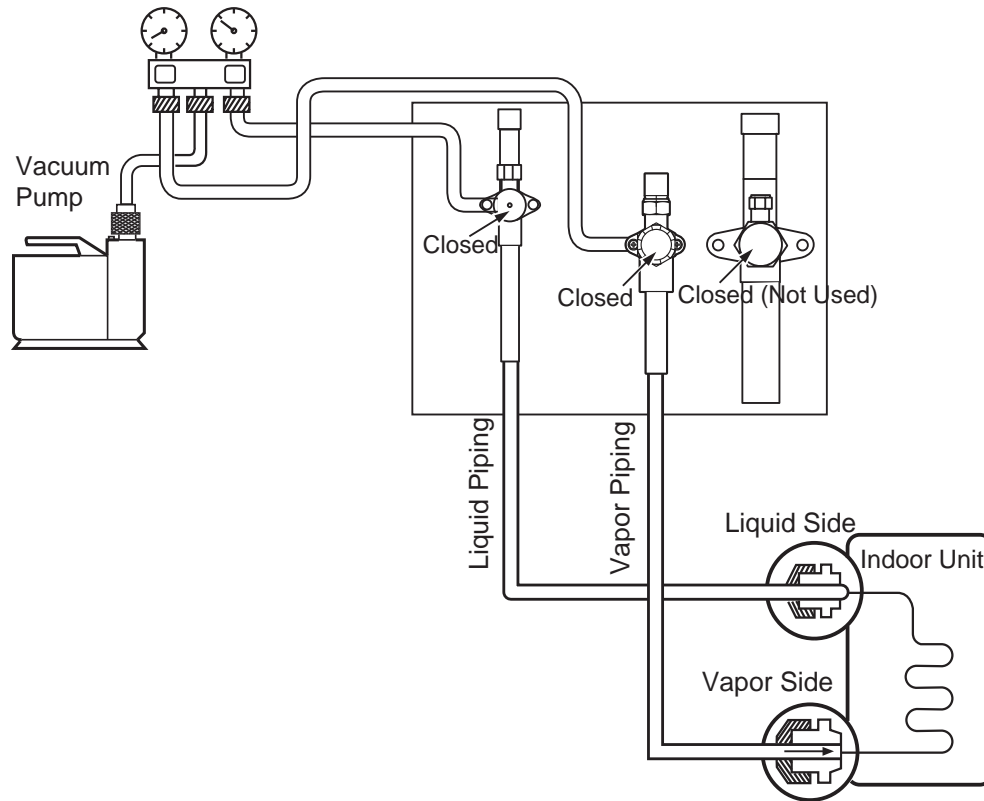 Vacuum
Pump
Closed
Closed
Closed (Not Used)
Liquid Piping
Vapor Piping
Liquid Side
Indoor Unit
Vapor Side